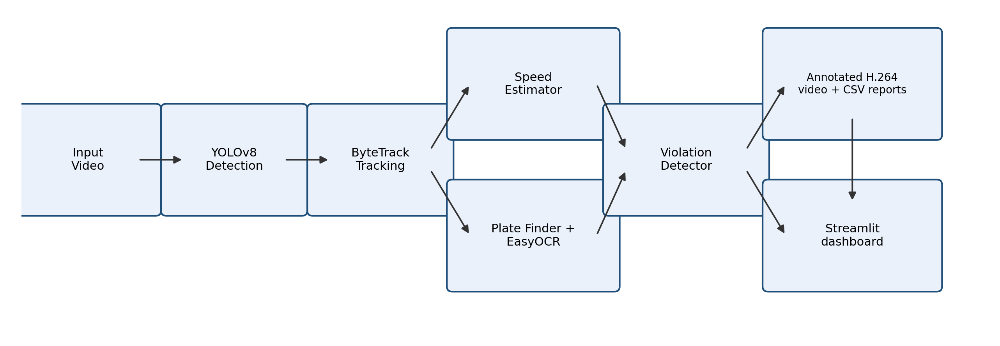 Input
Video
YOLOv8
Detection
ByteTrack
Tracking
Speed
Estimator
Plate Finder +
EasyOCR
Violation
Detector
Annotated H.264
video + CSV reports
Streamlit
dashboard